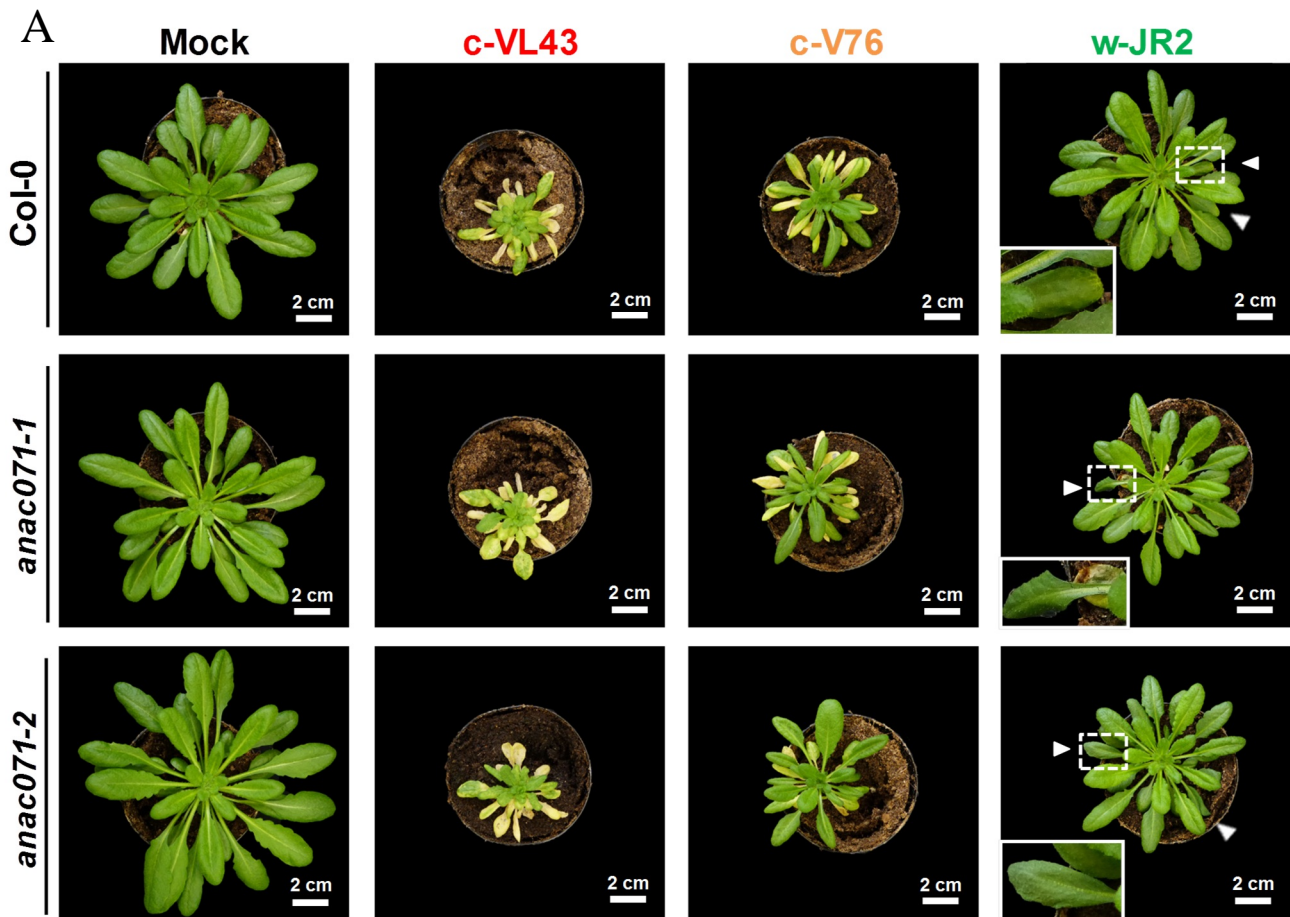 A
Mock c-VL43 c-V76 w-JR2
Col-0
2 cm 2 cm 2 cm 2 cm
anac071-1
2 cm 2 cm 2 cm 2 cm
anac071-2
2 cm 2 cm 2 cm 2 cm